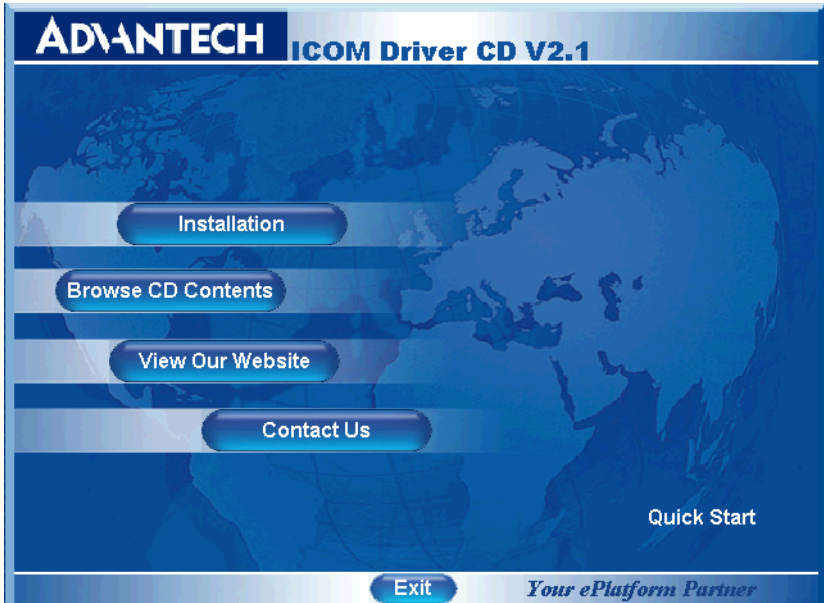 ADVANTECH
ICOM Driver CD V2.1
Installation
Browse CD Contents
View Our Website
Contact Us
Quick Start
Exit
Your ePlatform Partner